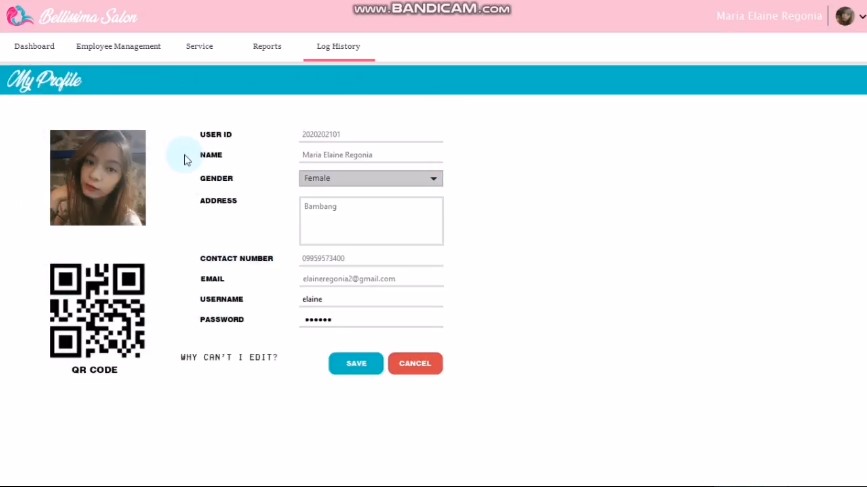 Bellissima Salon
www.BANDICAM.com
Maria Elaine Regonia
Dashboard Employee Management Service Reports Log History
My Profile
USER ID 2020202101
NAME Maria Elaine Regonia
GENDER Female
ADDRESS Bambang
CONTACT NUMBER 09959573400
EMAIL elaineregonia2@gmail.com
USERNAME elaine
PASSWORD ••••••
WHY CAN'T I EDIT? SAVE CANCEL
QR CODE